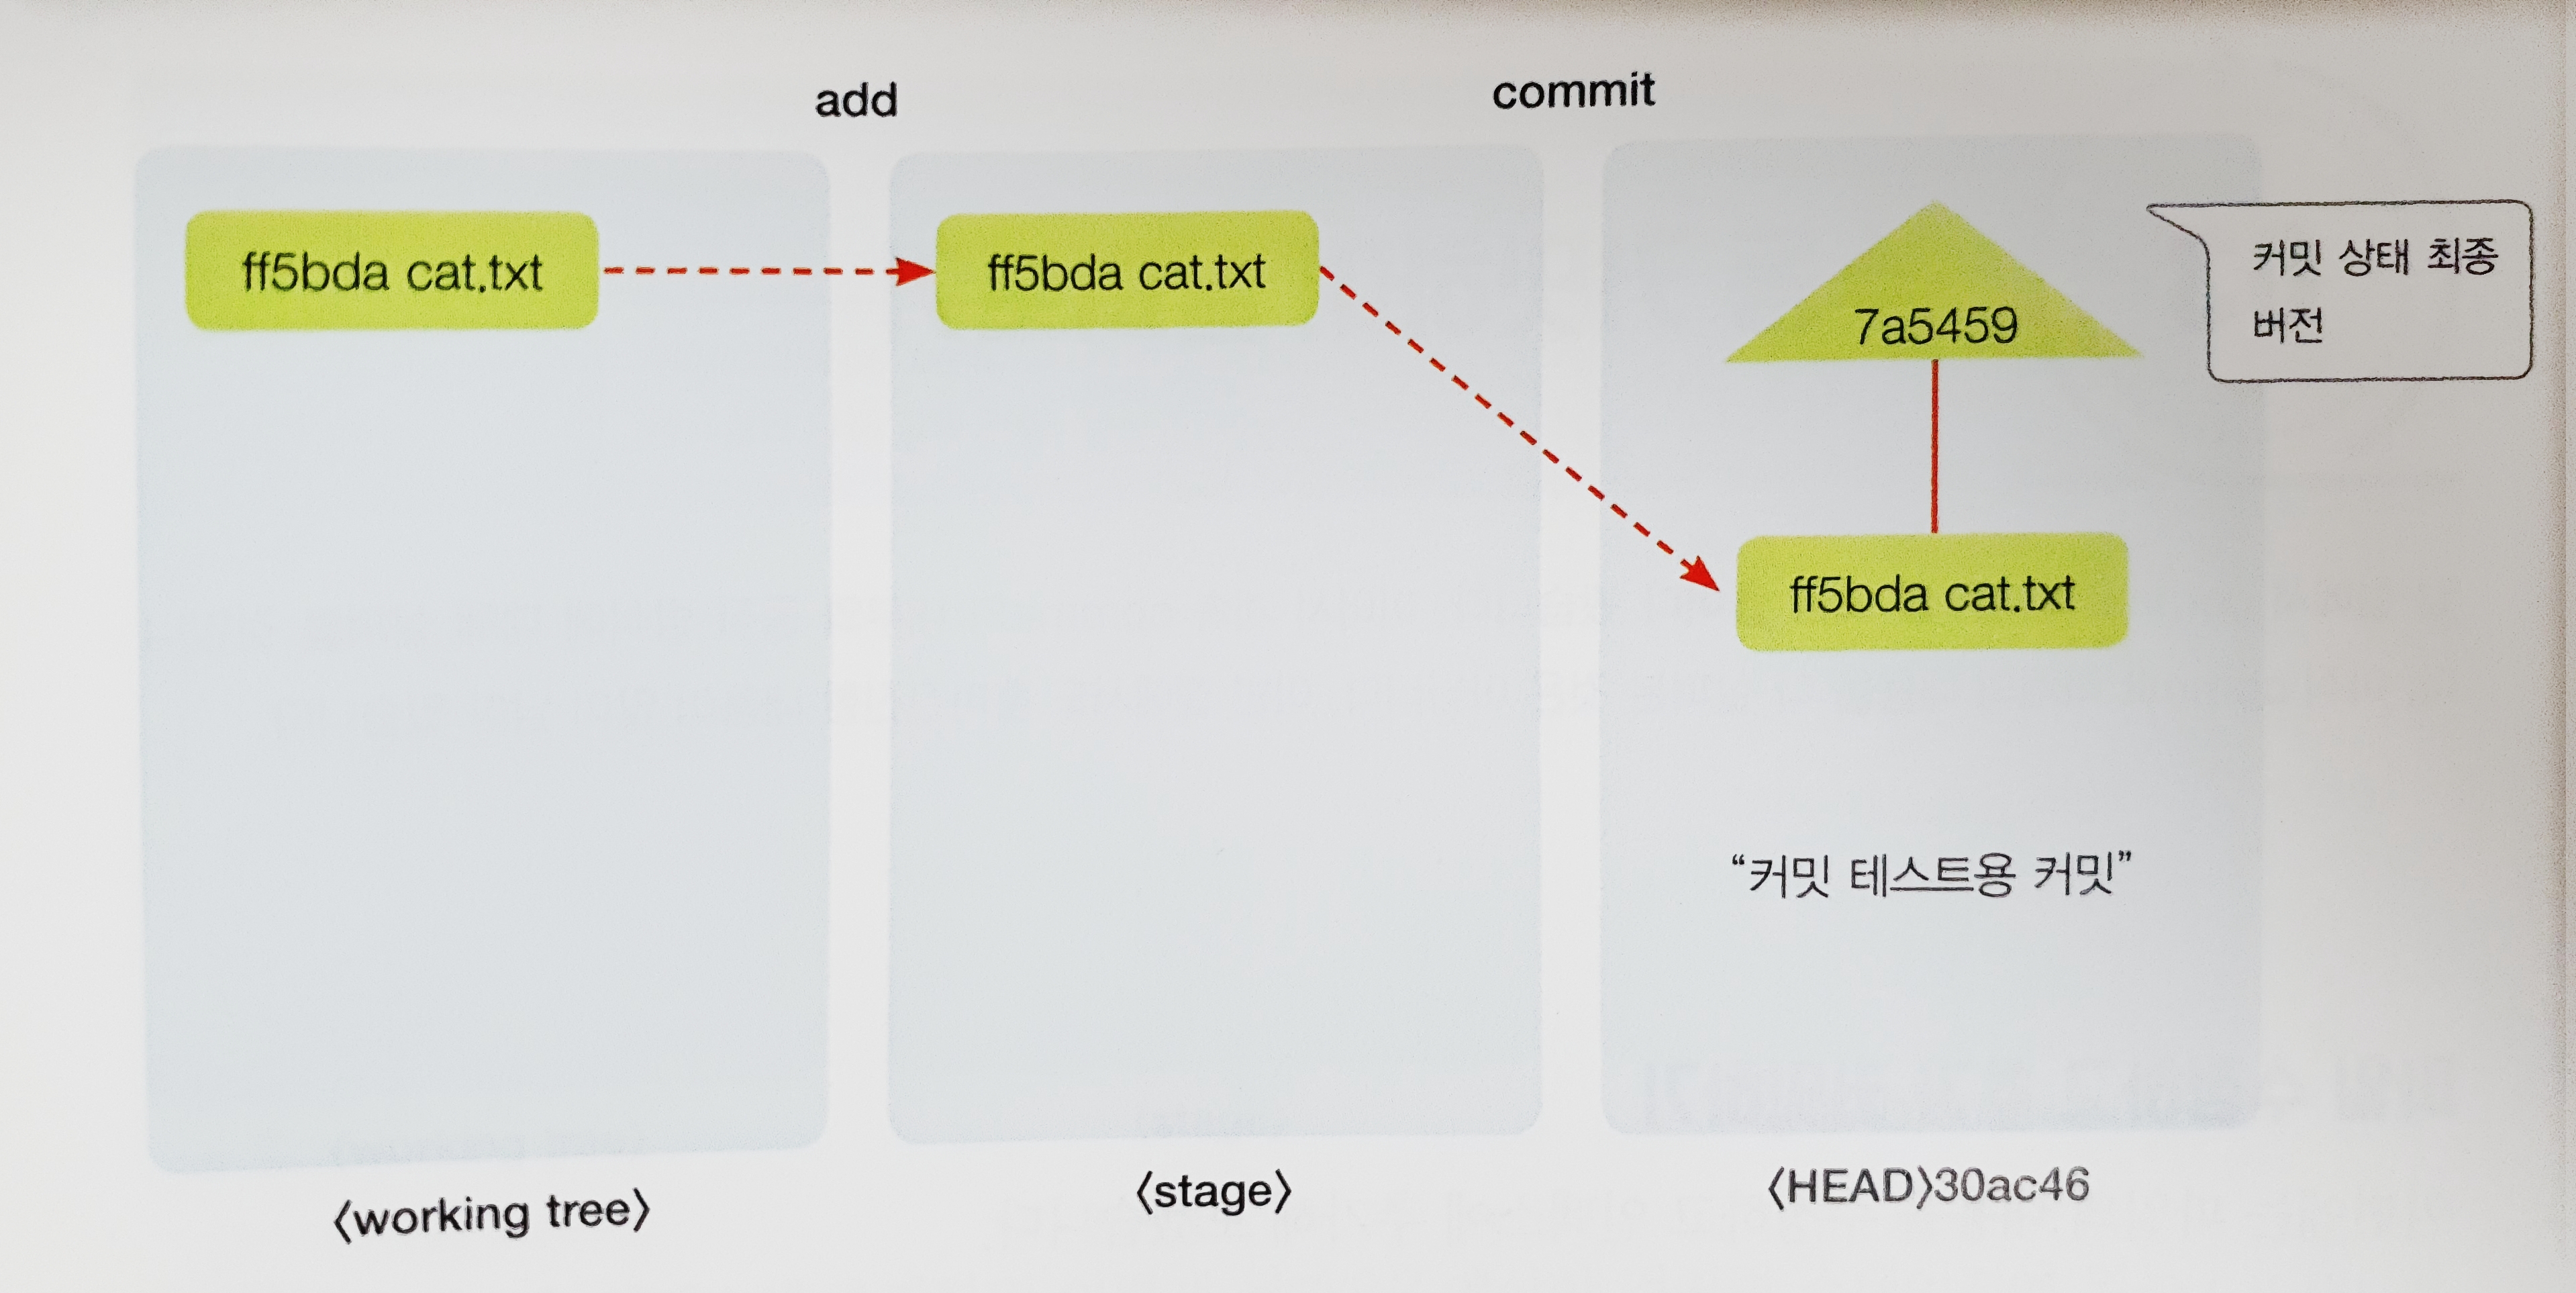 add
commit
ff5bda cat.txt
ff5bda cat.txt
7a5459
커밋 상태 최종
버전
ff5bda cat.txt
“커밋 테스트용 커밋”
〈working tree〉
〈stage〉
〈HEAD〉30ac46